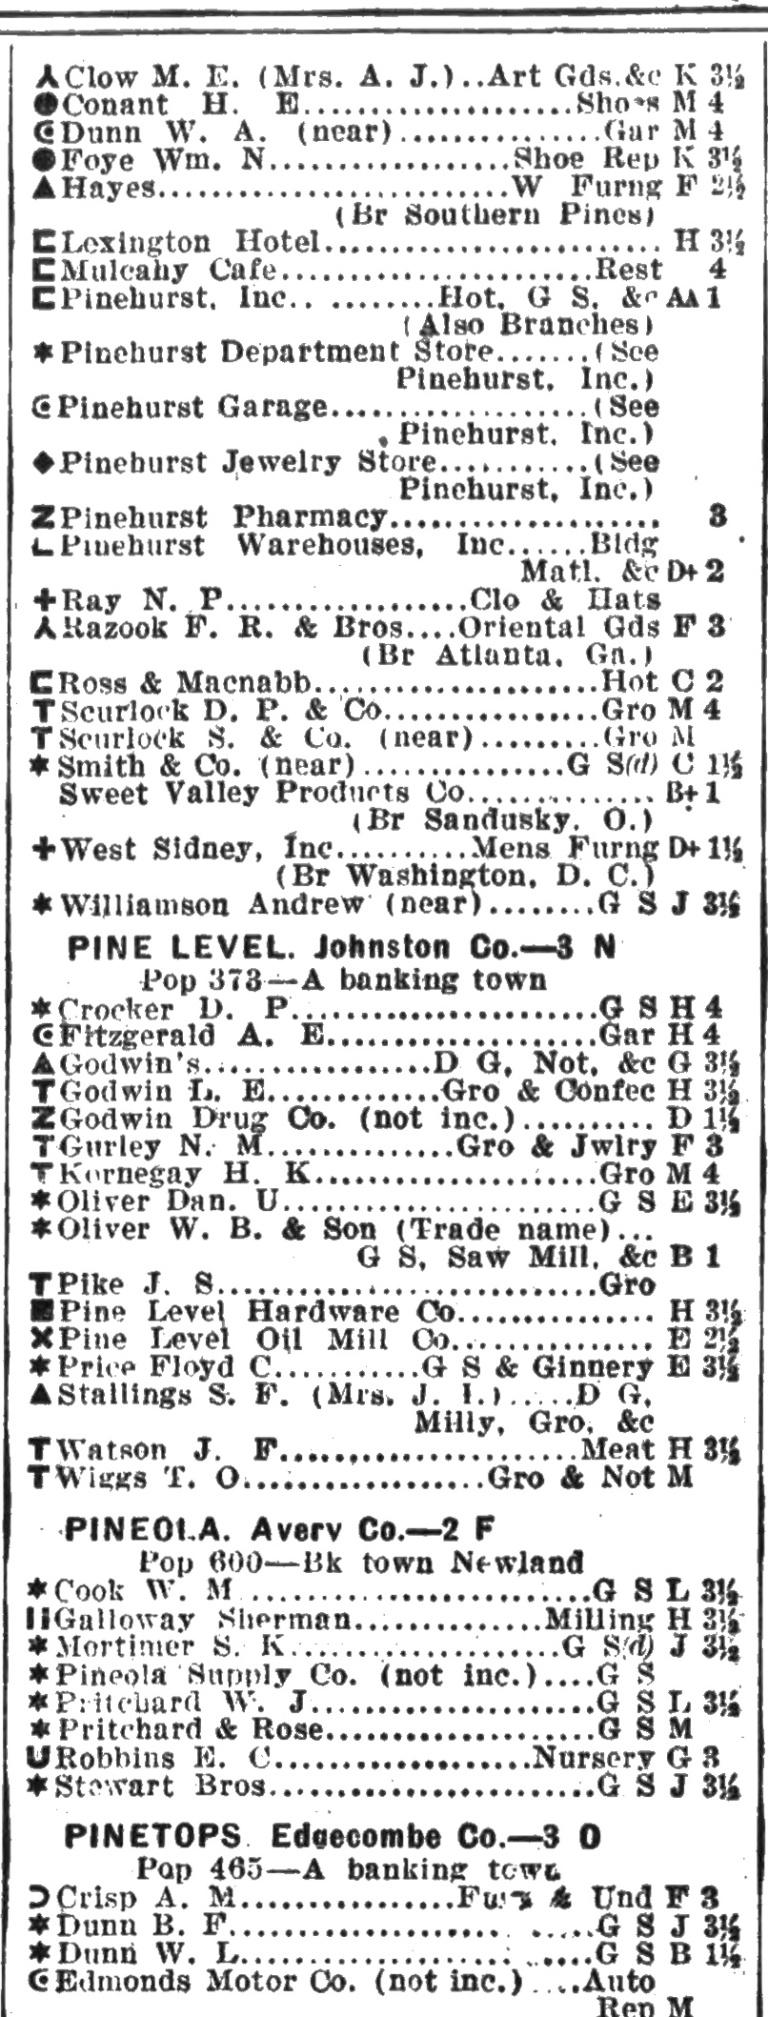 ⅄ Clow M. E. (Mrs. A. J.)..Art Gds.&c K 3½
● Conant H. E....................Shoes M 4
Dunn W. A. (near)...............Gar M 4
● Foye Wm. N................Shoe Rep K 3½
▲ Hayes.........................W Furng F 2½
(Br Southern Pines)
⊏ Lexington Hotel........................ H 3½
⊏ Mulcahy Cafe......................Rest 4
⊏ Pinehurst, Inc.. ........Hot, G S, &c AA 1
(Also Branches)
* Pinehurst Department Store.......(See
Pinehurst, Inc.)
Pinehurst Garage..................(See
Pinehurst, Inc.)
◆ Pinehurst Jewelry Store...........(See
Pinehurst, Inc.)
Z Pinehurst Pharmacy................... 3
L Pinehurst Warehouses, Inc......Bldg
Matl. &c D+ 2
+ Ray N. P.................Clo & Hats
⅄ Razook F. R. & Bros....Oriental Gds F 3
(Br Atlanta, Ga.)
⊏ Ross & Macnabb....................Hot C 2
T Scurlock D. P. & Co...............Gro M 4
T Scurlock S. & Co. (near).........Gro M
* Smith & Co. (near)..............G S(d) C 1½
Sweet Valley Products Co.............. B+ 1
(Br Sandusky, O.)
+ West Sidney, Inc..........Mens Furng D+ 1½
(Br Washington, D. C.)
* Williamson Andrew (near)........G S J 3½
PINE LEVEL. Johnston Co.—3 N
Pop 373—A banking town
* Crocker D. P......................G S H 4
Fitzgerald A. E...................Gar H 4
▲ Godwin's.................D G, Not, &c G 3½
T Godwin L. E............Gro & Confec H 3½
Z Godwin Drug Co. (not inc.).......... D 1½
T Gurley N. M.............Gro & Jwlry F 3
T Kornegay H. K.....................Gro M 4
* Oliver Dan. U.......................G S E 3½
* Oliver W. B. & Son (Trade name)...
G S, Saw Mill, &c B 1
T Pike J. S...........................Gro
■ Pine Level Hardware Co.............. H 3½
✕ Pine Level Oil Mill Co............... E 2½
* Price Floyd C...........G S & Ginnery E 3½
▲ Stallings S. F. (Mrs. J. I.).....D G,
Milly, Gro, &c
T Watson J. F......................Meat H 3½
T Wiggs T. O.................Gro & Not M
PINEOLA. Avery Co.—2 F
Pop 600—Bk town Newland
* Cook W. M.......................G S L 3½
Galloway Sherman.............Milling H 3½
* Mortimer S. K...................G S(d) J 3½
* Pineola Supply Co. (not inc.)....G S
* Pritchard W. J....................G S L 3½
* Pritchard & Rose...................G S M
U Robbins E. C..................Nursery G 3
* Stewart Bros.......................G S J 3½
PINETOPS. Edgecombe Co.—3 O
Pop 465—A banking town
⊃ Crisp A. M...............Furn & Und F 3
* Dunn B. F........................G S J 3½
* Dunn W. L.......................G S B 1½
Edmonds Motor Co. (not inc.)....Auto
Rep M